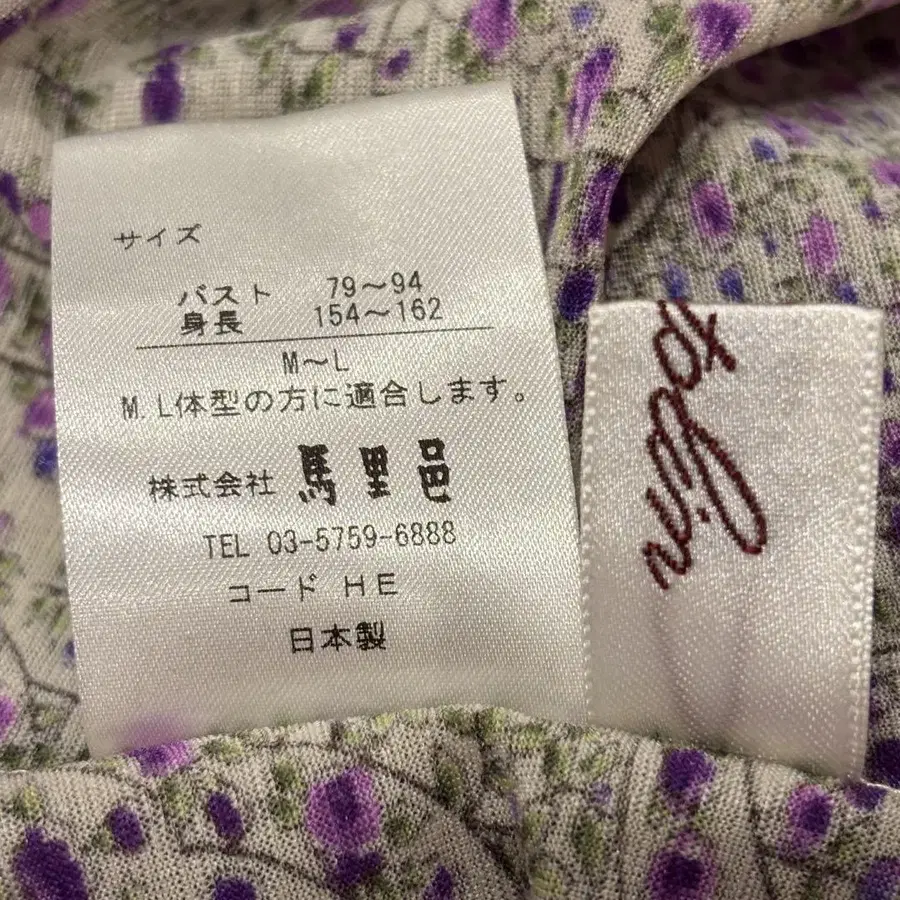 サイズ
バスト 79〜94
身長 154〜162
M〜L
M.L体型の方に適合します。
株式会社 馬里邑
TEL 03-5759-6888
コード HE
日本製